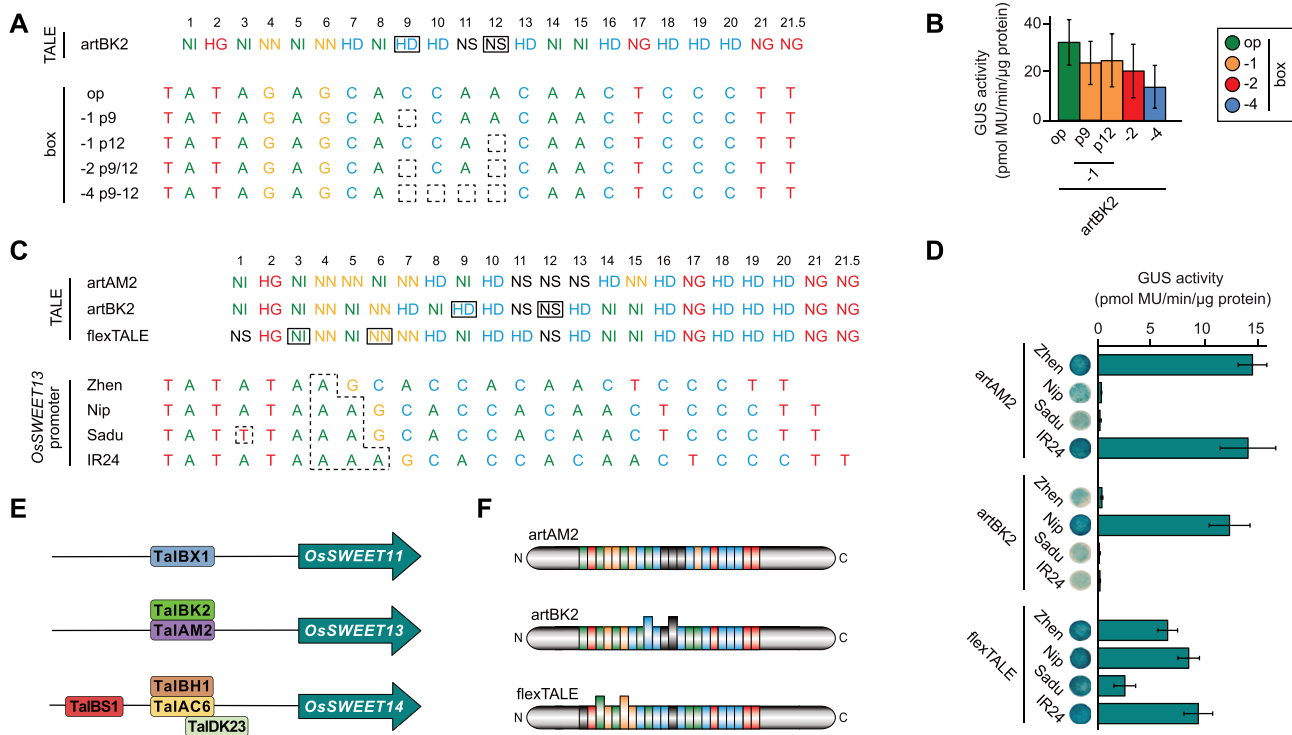 A
TALE
1 2 3 4 5 6 7 8 9 10 11 12 13 14 15 16 17 18 19 20 21 21.5
artBK2 NI HG NI NN NI NN HD NI HD HD NS NS HD NI NI HD NG HD HD HD NG NG
box
op T A T A G A G C A C C A A C A A C T C C C T T
-1 p9 T A T A G A G C A C A A C A A C T C C C T T
-1 p12 T A T A G A G C A C C A C A A C T C C C T T
-2 p9/12 T A T A G A G C A C A C A A C T C C C T T
-4 p9-12 T A T A G A G C A C A A C T C C C T T
B
GUS activity
(pmol MU/min/µg protein)
40
20
0
op p9 p12 -2 -4
-1
artBK2
op
-1
-2
-4
box
C
TALE
1 2 3 4 5 6 7 8 9 10 11 12 13 14 15 16 17 18 19 20 21 21.5
artAM2 NI HG NI NN NN NI NN HD NI HD NS NS NS HD NN HD NG HD HD HD NG NG
artBK2 NI HG NI NN NI NN HD NI HD HD NS NS HD NI NI HD NG HD HD HD NG NG
flexTALE NS HG NI NN NI NN NN HD NI HD HD NS HD NI NI HD NG HD HD HD NG NG
OsSWEET13
promoter
Zhen T A T A T A A G C A C C A C A A C T C C C T T
Nip T A T A T A A A G C A C C A C A A C T C C C T T
Sadu T A T T T A A A G C A C C A C A A C T C C C T T
IR24 T A T A T A A A A G C A C C A C A A C T C C C T T
D
GUS activity
(pmol MU/min/µg protein)
0 5 10 15
artAM2
Zhen
Nip
Sadu
IR24
artBK2
Zhen
Nip
Sadu
IR24
flexTALE
Zhen
Nip
Sadu
IR24
E
TalBX1 OsSWEET11
TalBK2
TalAM2 OsSWEET13
TalBH1
TalBS1 TalAC6 OsSWEET14
TalDK23
F
artAM2
N C
artBK2
N C
flexTALE
N C